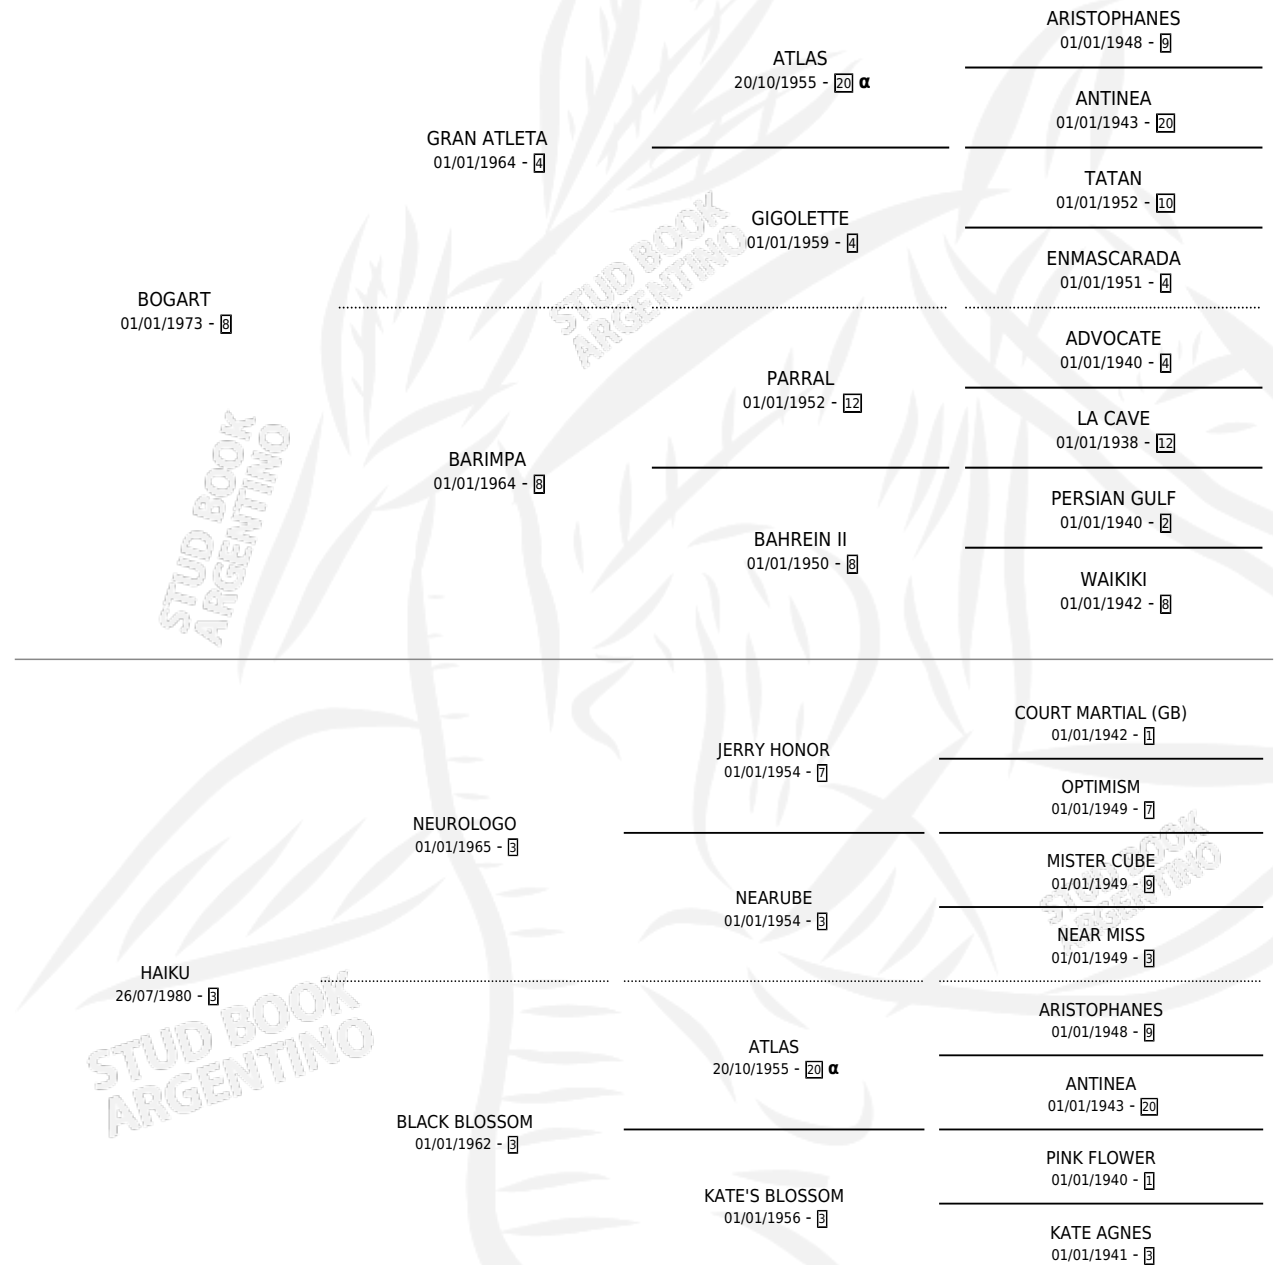 ARISTOPHANES
01/01/1948 - 9
ATLAS
20/10/1955 - 20 α
ANTINEA
01/01/1943 - 20
GRAN ATLETA
01/01/1964 - 4
TATAN
01/01/1952 - 10
GIGOLETTE
01/01/1959 - 4
ENMASCARADA
01/01/1951 - 4
BOGART
01/01/1973 - 8
ADVOCATE
01/01/1940 - 4
PARRAL
01/01/1952 - 12
LA CAVE
01/01/1938 - 12
BARIMPA
01/01/1964 - 8
PERSIAN GULF
01/01/1940 - 2
BAHREIN II
01/01/1950 - 8
WAIKIKI
01/01/1942 - 8
COURT MARTIAL (GB)
01/01/1942 - 1
JERRY HONOR
01/01/1954 - 7
OPTIMISM
01/01/1949 - 7
NEUROLOGO
01/01/1965 - 3
MISTER CUBE
01/01/1949 - 9
NEARUBE
01/01/1954 - 3
NEAR MISS
01/01/1949 - 3
HAIKU
26/07/1980 - 3
ARISTOPHANES
01/01/1948 - 9
ATLAS
20/10/1955 - 20 α
ANTINEA
01/01/1943 - 20
BLACK BLOSSOM
01/01/1962 - 3
PINK FLOWER
01/01/1940 - 1
KATE'S BLOSSOM
01/01/1956 - 3
KATE AGNES
01/01/1941 - 3
STUD BOOK
ARGENTINO
STUD BOOK
ARGENTINO
STUD BOOK
ARGENTINO
STUD BOOK
ARGENTINO